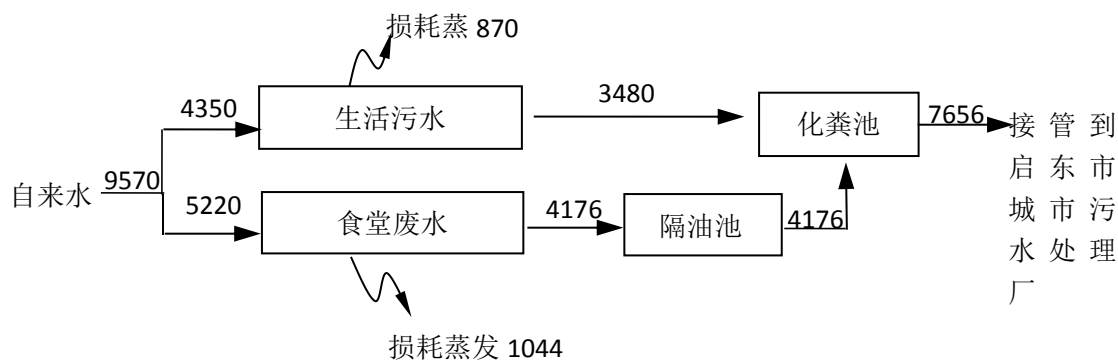 损耗蒸 870
4350
生活污水
3480
化粪池
7656
接管到
启东市
城市污
水处理
厂
自来水
9570
5220
食堂废水
4176
隔油池
4176
损耗蒸发 1044